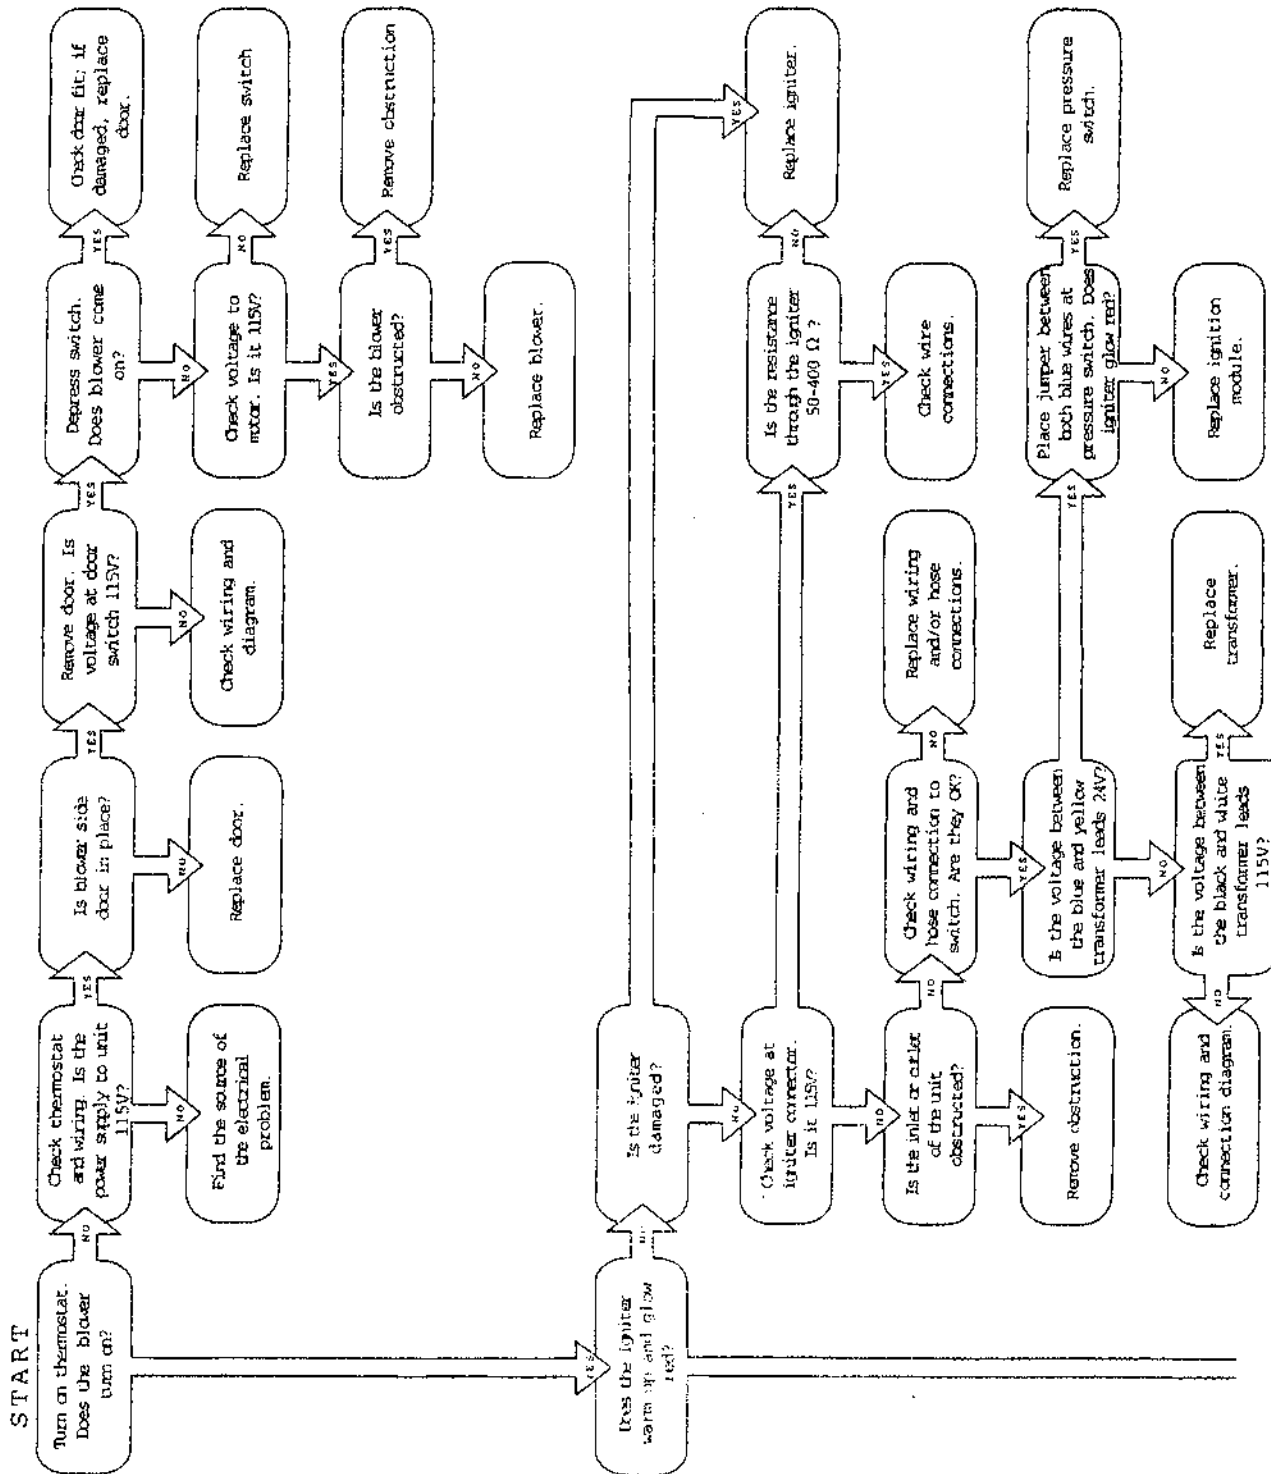 START
Turn on thermostat.
Does the blower
turn on?
NO
Check thermostat
and wiring. Is the
power supply to unit
115V?
NO
Find the source of
the electrical
problem.
YES
Is blower side
door in place?
NO
Replace door.
YES
Remove door. Is
voltage at door
switch 115V?
NO
Check wiring and
diagram.
YES
Depress switch.
Does blower come
on?
YES
Check door fit; if
damaged, replace
door.
NO
Check voltage to
motor. Is it 115V?
NO
Replace switch
YES
Is the blower
obstructed?
YES
Remove obstruction
NO
Replace blower.
YES
Does the igniter
warm up and glow
red?
Is the igniter
damaged?
YES
Replace igniter.
NO
Check voltage at
igniter connector.
Is it 115V?
YES
Is the resistance
through the igniter
50-400 Ω ?
NO
YES
Check wire
connections.
NO
Is the inlet or outlet
of the unit
obstructed?
YES
Remove obstruction.
NO
Check wiring and
hose connection to
switch. Are they OK?
NO
Replace wiring
and/or hose
connections.
YES
Is the voltage between
the blue and yellow
transformer leads 24V?
YES
Place jumper between
both blue wires at
pressure switch. Does
igniter glow red?
YES
Replace pressure
switch.
NO
Replace ignition
module.
NO
Is the voltage between
the black and white
transformer leads
115V?
YES
Replace
transformer.
NO
Check wiring and
connection diagram.